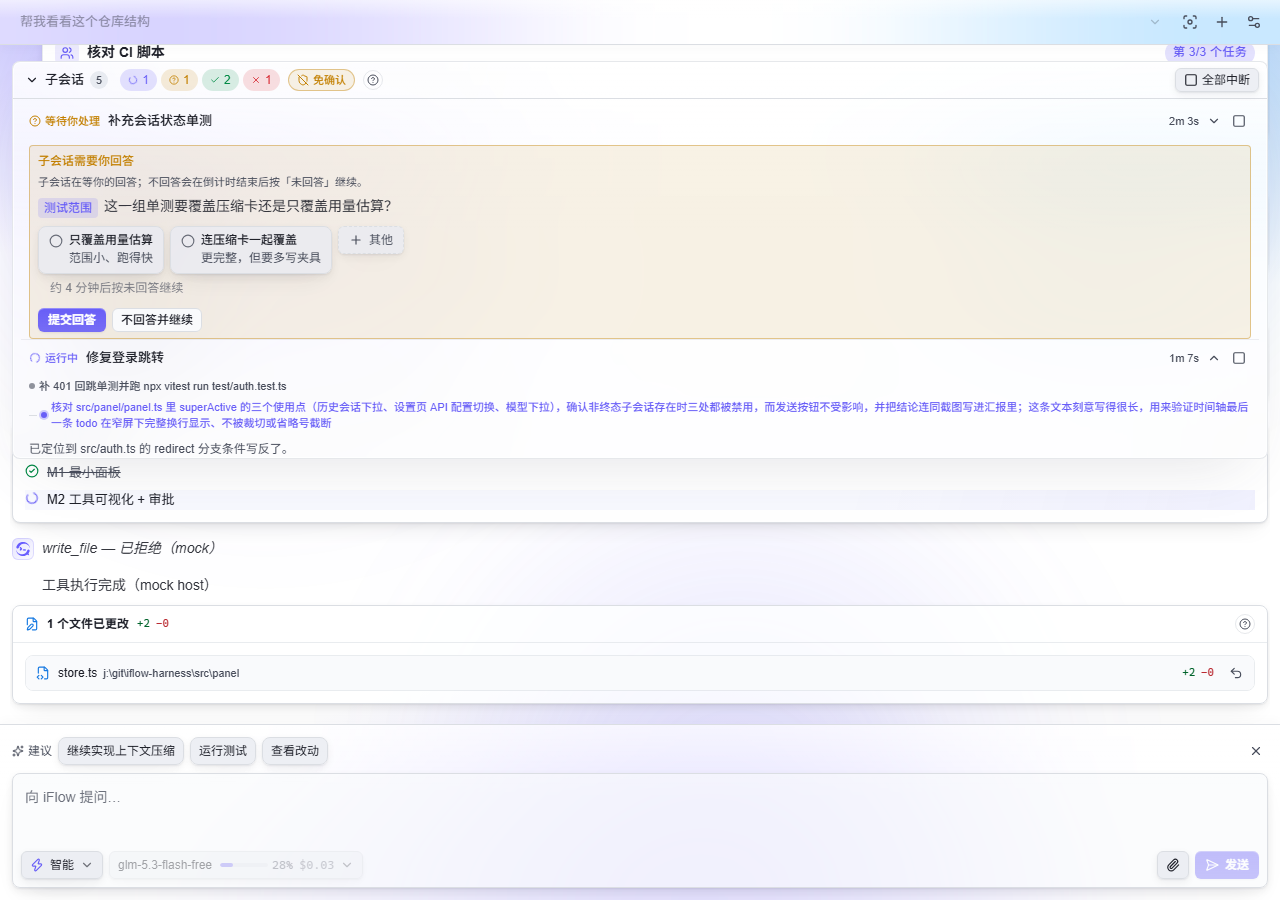 帮我看看这个仓库结构
核对 CI 脚本
第 3/3 个任务
子会话 5 1 1 2 1 免确认
全部中断
等待你处理 补充会话状态单测
2m 3s
子会话需要你回答
子会话在等你的回答；不回答会在倒计时结束后按「未回答」继续。
测试范围 这一组单测要覆盖压缩卡还是只覆盖用量估算？
只覆盖用量估算
范围小、跑得快
连压缩卡一起覆盖
更完整，但要多写夹具
其他
约 4 分钟后按未回答继续
提交回答 不回答并继续
运行中 修复登录跳转
1m 7s
补 401 回跳单测并跑 npx vitest run test/auth.test.ts
核对 src/panel/panel.ts 里 superActive 的三个使用点（历史会话下拉、设置页 API 配置切换、模型下拉），确认非终态子会话存在时三处都被禁用，而发送按钮不受影响，并把结论连同截图写进汇报里；这条文本刻意写得很长，用来验证时间轴最后
一条 todo 在窄屏下完整换行显示、不被裁切或省略号截断
已定位到 src/auth.ts 的 redirect 分支条件写反了。
M1 最小面板
M2 工具可视化 + 审批
write_file — 已拒绝（mock）
工具执行完成（mock host）
1 个文件已更改 +2 −0
store.ts j:\git\iflow-harness\src\panel
+2 −0
建议 继续实现上下文压缩 运行测试 查看改动
向 iFlow 提问…
智能 glm-5.3-flash-free 28% $0.03
发送